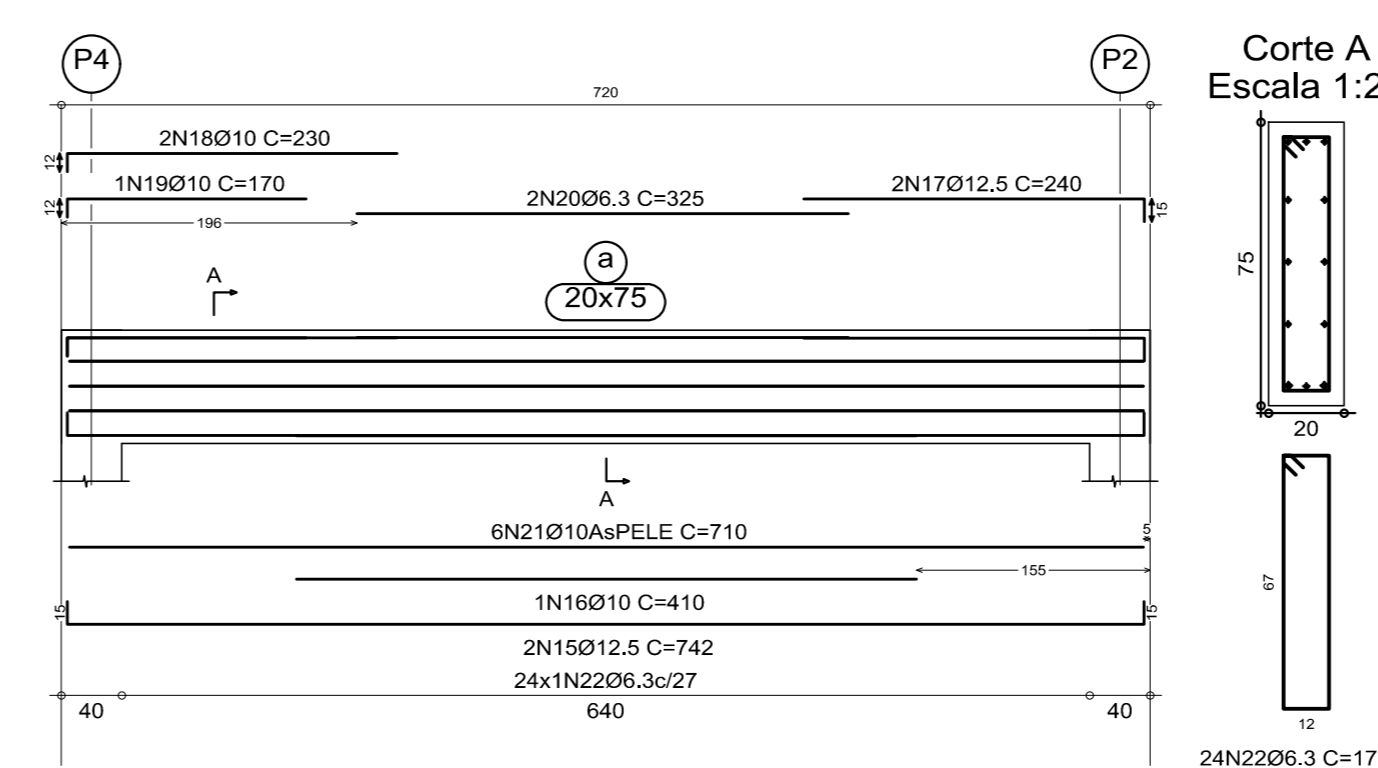 P4
P2
Corte A
Escala 1:2
720
2N18Ø10 C=230
12
1N19Ø10 C=170
2N20Ø6.3 C=325
2N17Ø12.5 C=240
12
15
196
A
a
20x75
75
20
A
6N21Ø10AsPELE C=710
5
155
67
1N16Ø10 C=410
15
15
2N15Ø12.5 C=742
24x1N22Ø6.3c/27
40
640
40
12
24N22Ø6.3 C=17